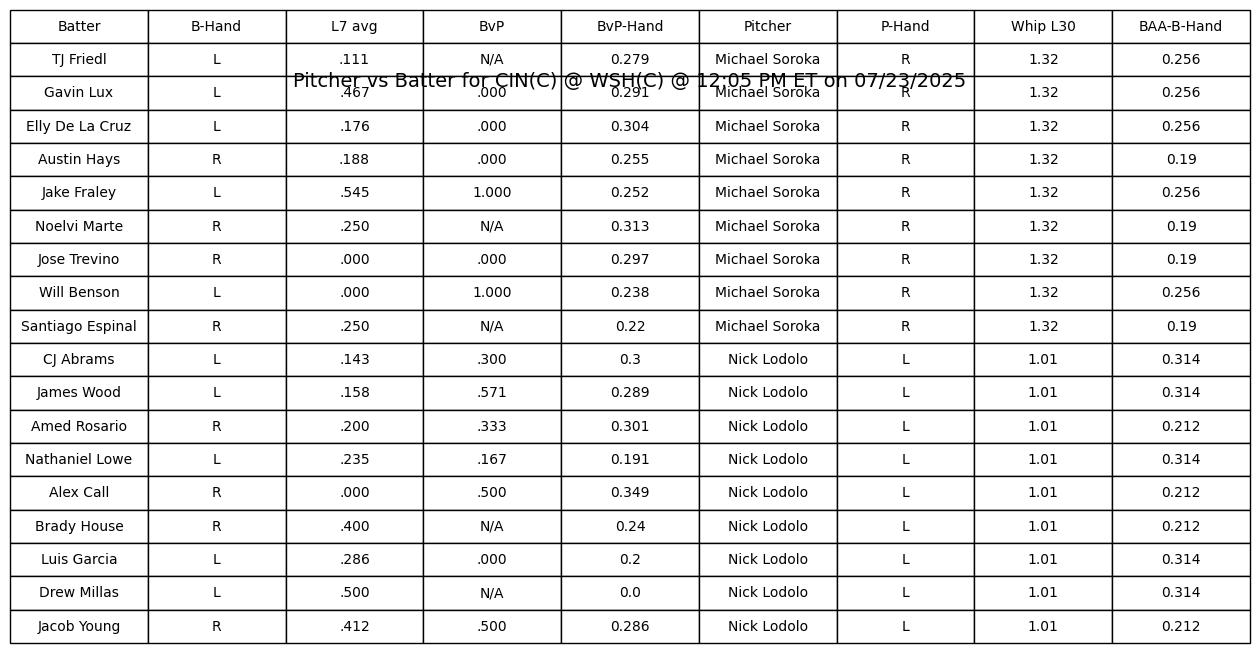 Batter B-Hand L7 avg BvP BvP-Hand Pitcher P-Hand Whip L30 BAA-B-Hand
TJ Friedl L .111 N/A 0.279 Michael Soroka R 1.32 0.256
Pitcher vs Batter for CIN(C) @ WSH(C) @ 12:05 PM ET on 07/23/2025
Gavin Lux L .467 .000 0.291 Michael Soroka R 1.32 0.256
Elly De La Cruz L .176 .000 0.304 Michael Soroka R 1.32 0.256
Austin Hays R .188 .000 0.255 Michael Soroka R 1.32 0.19
Jake Fraley L .545 1.000 0.252 Michael Soroka R 1.32 0.256
Noelvi Marte R .250 N/A 0.313 Michael Soroka R 1.32 0.19
Jose Trevino R .000 .000 0.297 Michael Soroka R 1.32 0.19
Will Benson L .000 1.000 0.238 Michael Soroka R 1.32 0.256
Santiago Espinal R .250 N/A 0.22 Michael Soroka R 1.32 0.19
CJ Abrams L .143 .300 0.3 Nick Lodolo L 1.01 0.314
James Wood L .158 .571 0.289 Nick Lodolo L 1.01 0.314
Amed Rosario R .200 .333 0.301 Nick Lodolo L 1.01 0.212
Nathaniel Lowe L .235 .167 0.191 Nick Lodolo L 1.01 0.314
Alex Call R .000 .500 0.349 Nick Lodolo L 1.01 0.212
Brady House R .400 N/A 0.24 Nick Lodolo L 1.01 0.212
Luis Garcia L .286 .000 0.2 Nick Lodolo L 1.01 0.314
Drew Millas L .500 N/A 0.0 Nick Lodolo L 1.01 0.314
Jacob Young R .412 .500 0.286 Nick Lodolo L 1.01 0.212